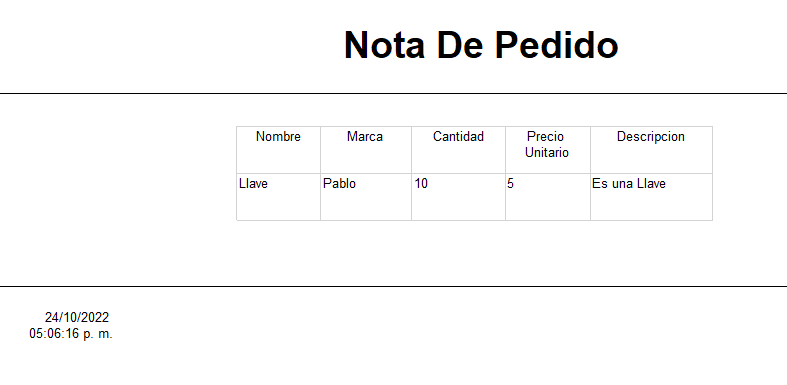 Nota De Pedido
Nombre Marca Cantidad Precio Descripcion
Unitario
Llave Pablo 10 5 Es una Llave
24/10/2022
05:06:16 p. m.